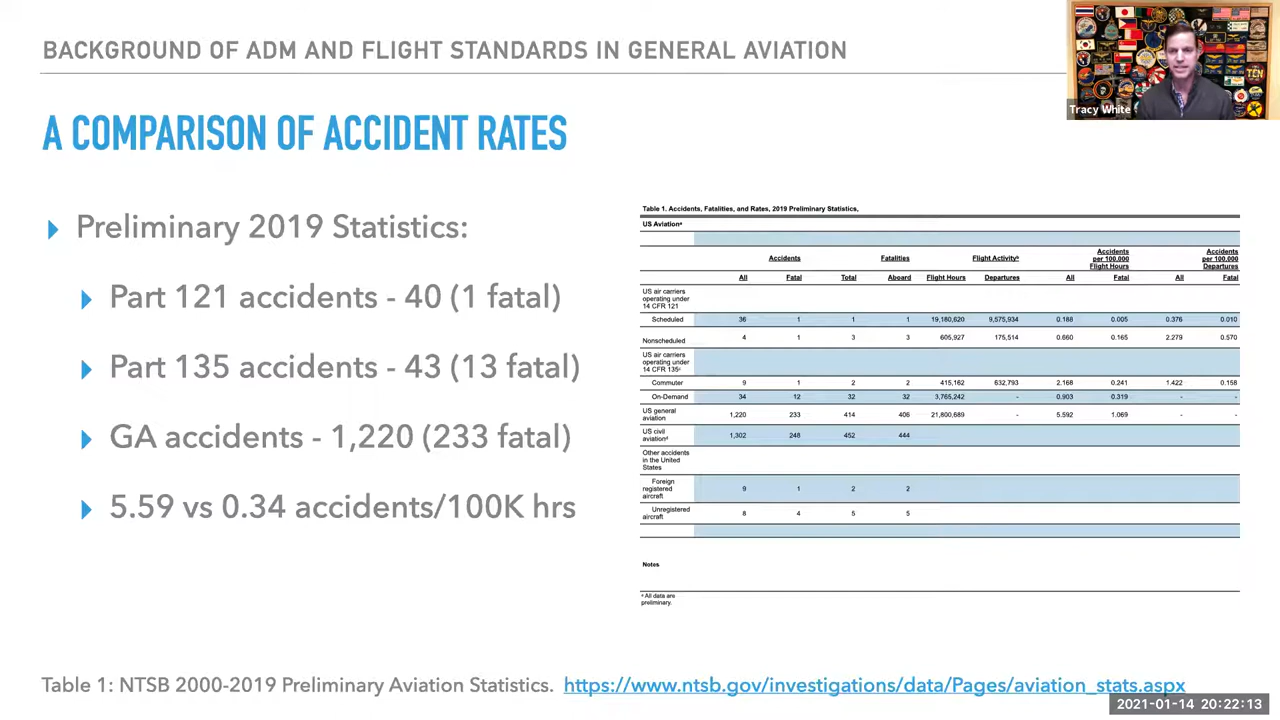 BACKGROUND OF ADM AND FLIGHT STANDARDS IN GENERAL AVIATION
Tracy White
A COMPARISON OF ACCIDENT RATES
Preliminary 2019 Statistics:
Part 121 accidents - 40 (1 fatal)
Part 135 accidents - 43 (13 fatal)
GA accidents - 1,220 (233 fatal)
5.59 vs 0.34 accidents/100K hrs
Table 1. Accidents, Fatalities, and Rates, 2019 Preliminary Statistics,
US Aviationª
Accidents Fatalities Flight Activityᵇ Accidents per 100,000 Flight Hours Accidents per 100,000 Departures
All Fatal Total Aboard Flight Hours Departures All Fatal All Fatal
US air carriers
operating under
14 CFR 121
Scheduled 36 1 1 1 19,180,620 9,575,934 0.188 0.005 0.376 0.010
Nonscheduled 4 1 3 3 605,927 175,514 0.660 0.165 2.279 0.570
US air carriers
operating under
14 CFR 135ᶜ
Commuter 9 1 2 2 415,162 632,793 2.168 0.241 1.422 0.158
On-Demand 34 12 32 32 3,765,242 - 0.903 0.319 - -
US general
aviation 1,220 233 414 406 21,800,689 - 5.592 1.069 - -
US civil
aviationᵈ 1,302 248 452 444
Other accidents
in the United
States
Foreign
registered
aircraft 9 1 2 2
Unregistered
aircraft 8 4 5 5
Notes
ª All data are
preliminary.
Table 1: NTSB 2000-2019 Preliminary Aviation Statistics. https://www.ntsb.gov/investigations/data/Pages/aviation_stats.aspx
2021-01-14 20:22:13